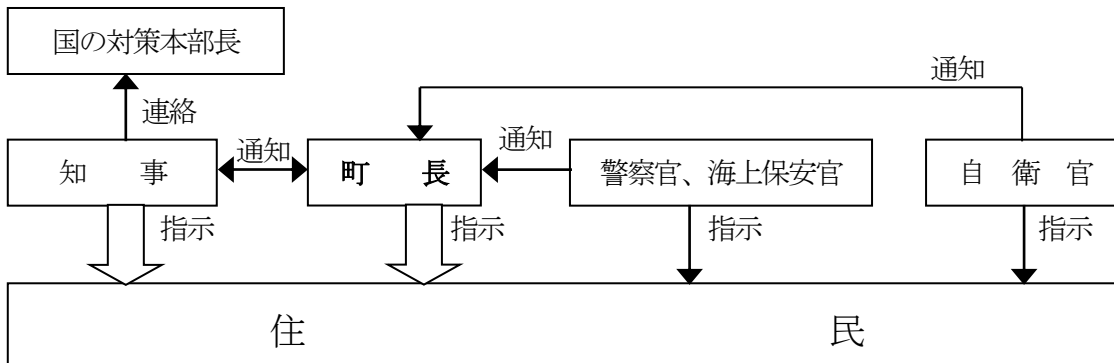 国の対策本部長
通知
連絡
知 事
通知
町 長
通知
警察官、海上保安官
自 衛 官
指示
指示
指示
指示
住 民